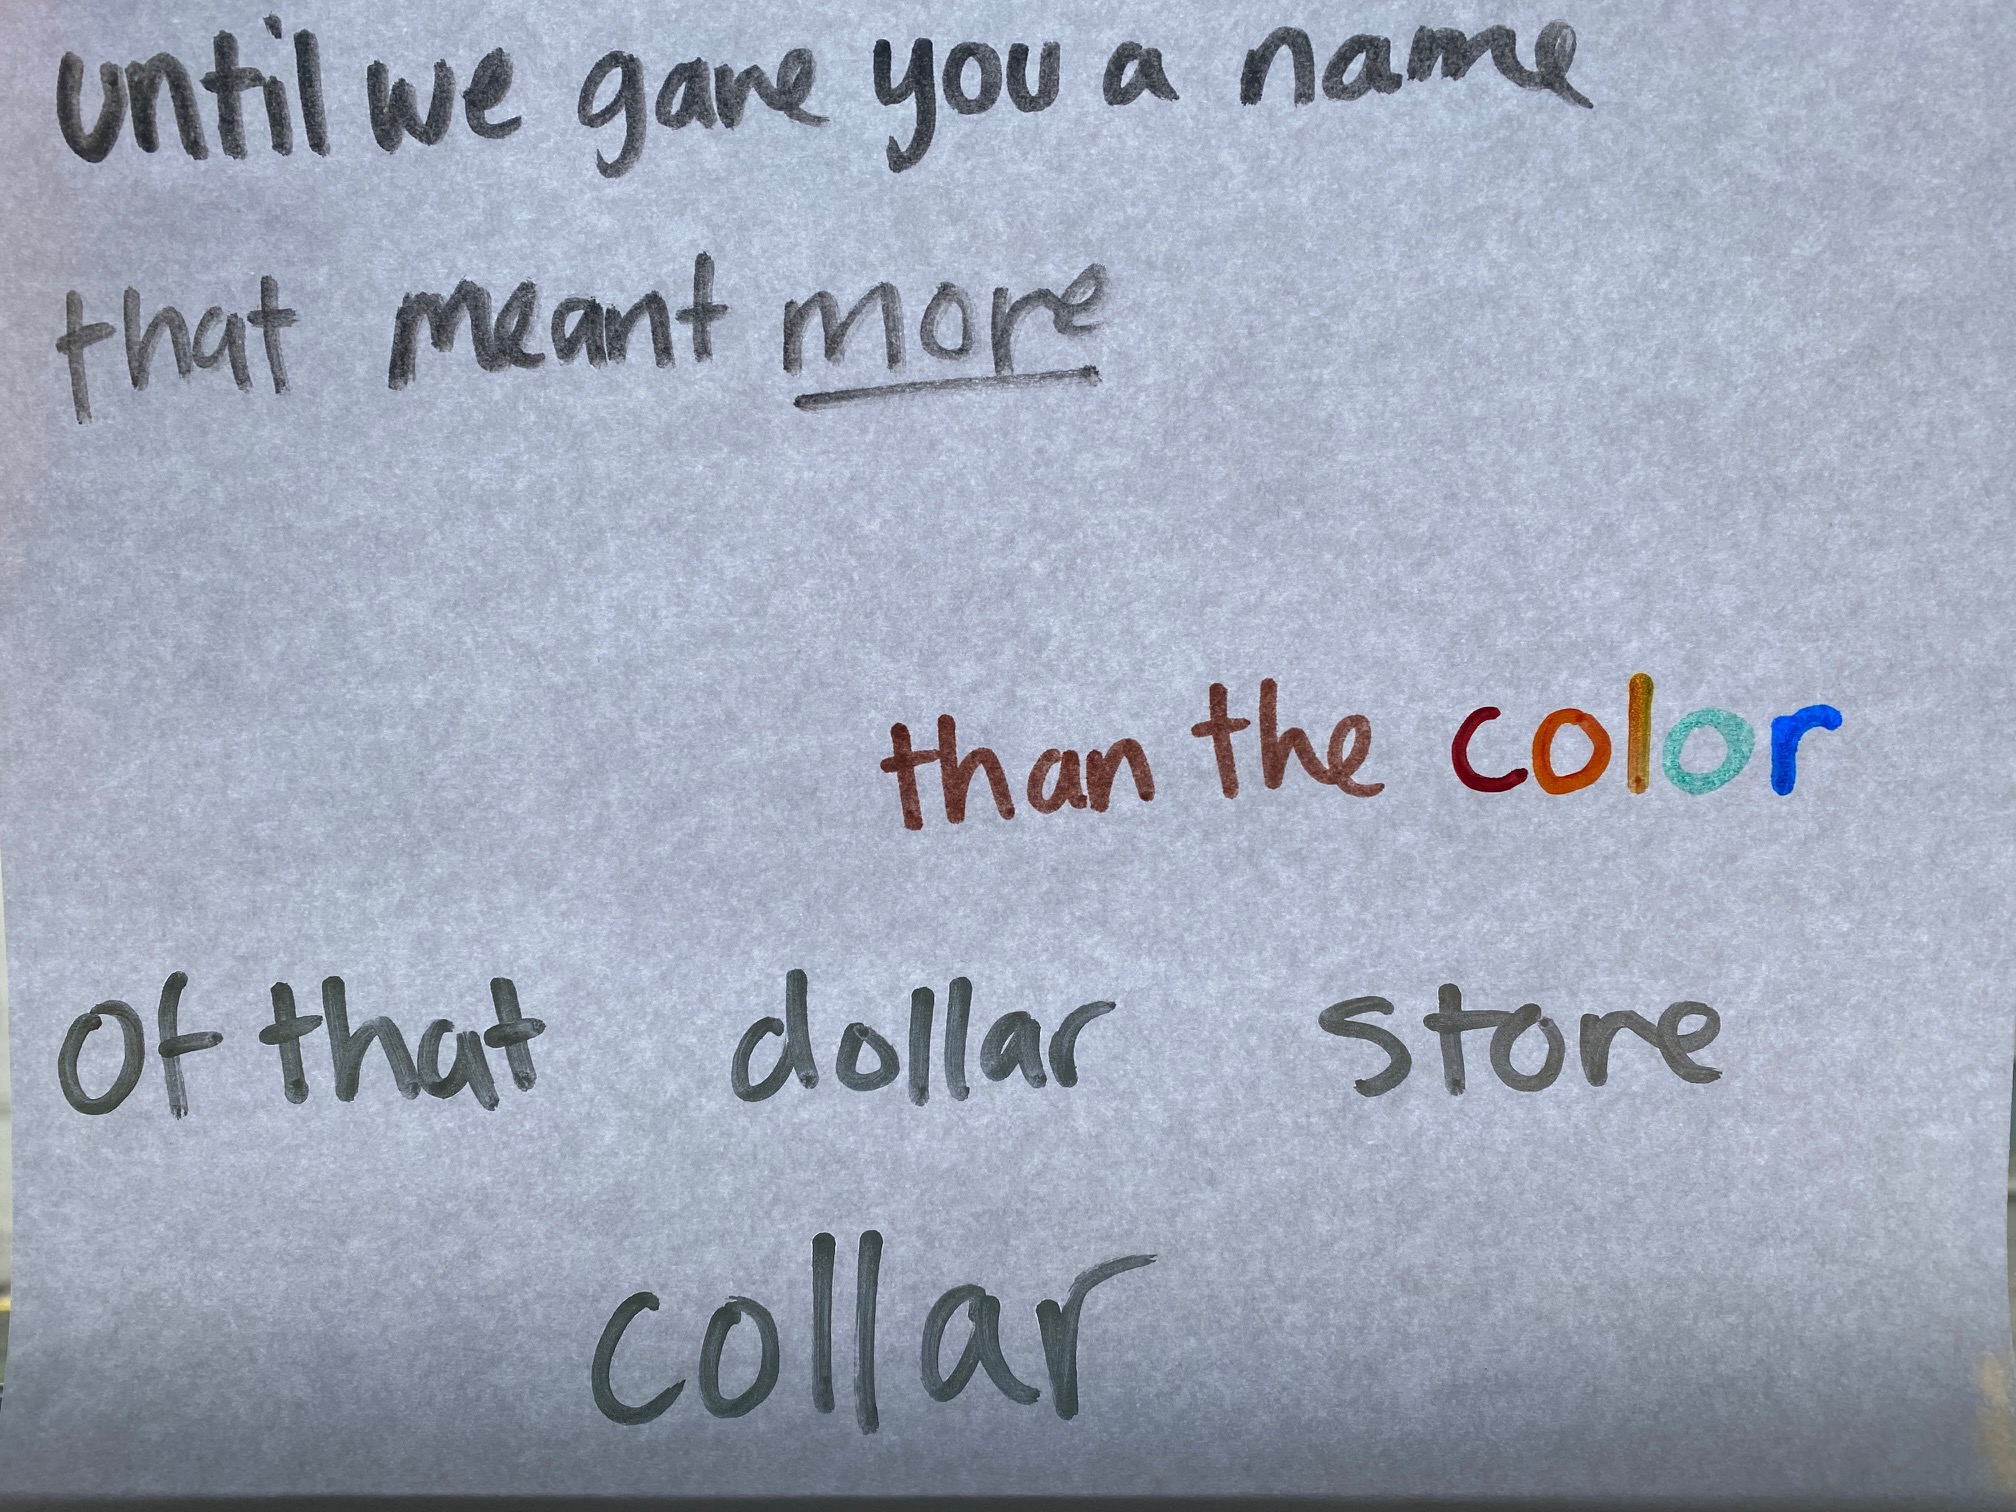 until we gave you a name
that meant more
than the color
Of that dollar store
collar